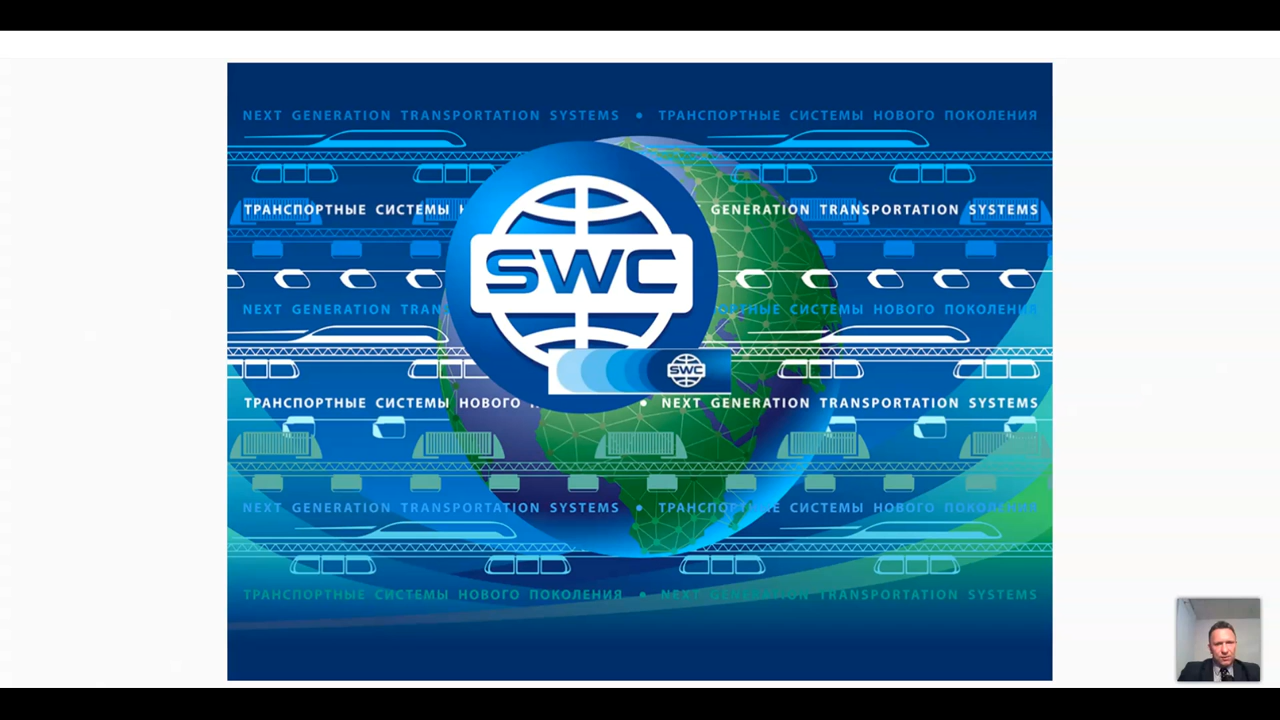 NEXT GENERATION TRANSPORTATION SYSTEMS • ТРАНСПОРТНЫЕ СИСТЕМЫ НОВОГО ПОКОЛЕНИЯ
ТРАНСПОРТНЫЕ СИСТЕМЫ GENERATION TRANSPORTATION SYSTEMS
SWC
NEXT GENERATION СИСТЕМЫ НОВОГО ПОКОЛЕНИЯ
SWC
ТРАНСПОРТНЫЕ СИСТЕМЫ НОВОГО • NEXT GENERATION TRANSPORTATION SYSTEMS
NEXT GENERATION TRANSPORTATION SYSTEMS • ТРАНСПОРТНЫЕ СИСТЕМЫ НОВОГО ПОКОЛЕНИЯ
ТРАНСПОРТНЫЕ СИСТЕМЫ НОВОГО ПОКОЛЕНИЯ • NEXT GENERATION TRANSPORTATION SYSTEMS